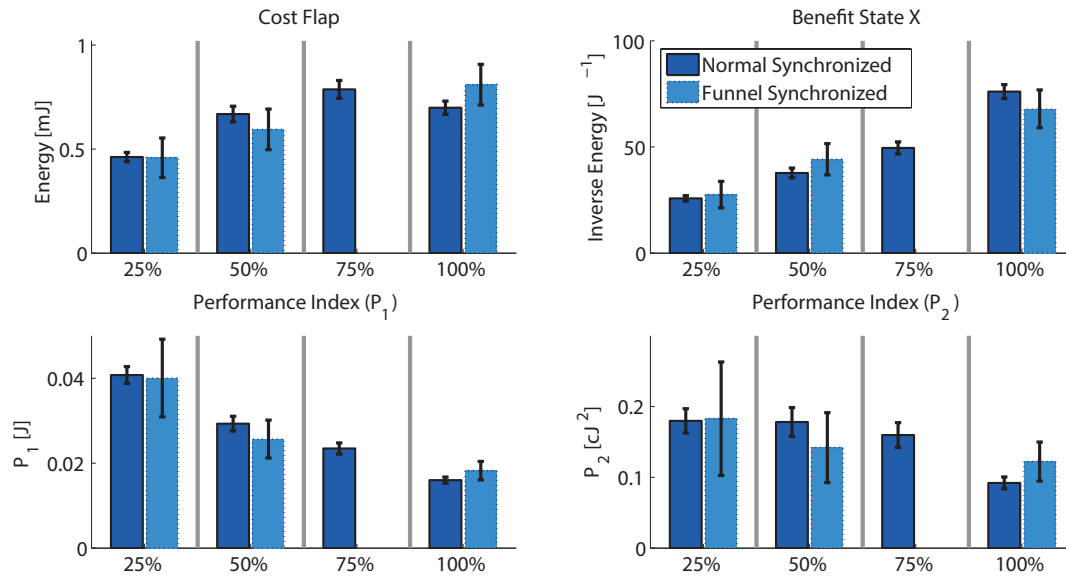 Cost Flap
Energy [mJ]
1
0.5
0
25% 50% 75% 100%
Benefit State X
Inverse Energy [J⁻¹]
100
50
0
Normal Synchronized
Funnel Synchronized
25% 50% 75% 100%
Performance Index (P₁)
P₁ [J]
0.04
0.02
0
25% 50% 75% 100%
Performance Index (P₂)
P₂ [cJ²]
0.2
0.1
0
25% 50% 75% 100%